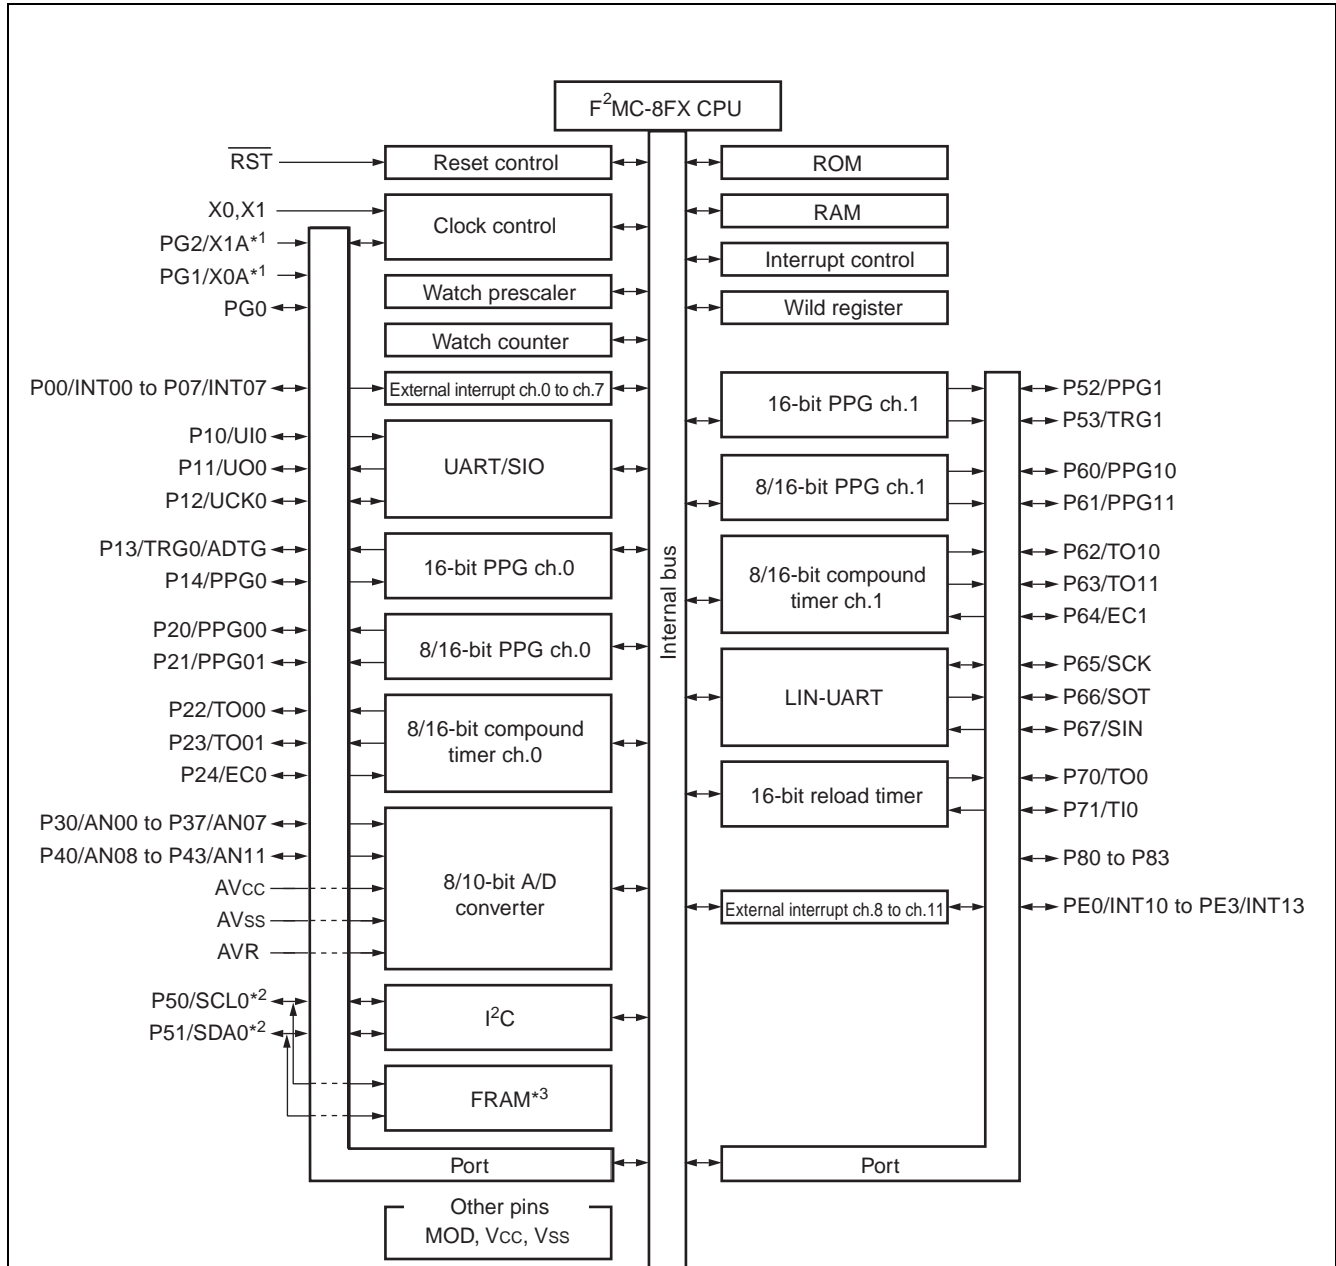 F²MC-8FX CPU
RST
Reset control
ROM
X0,X1
Clock control
RAM
PG2/X1A*1
PG1/X0A*1
Interrupt control
PG0
Watch prescaler
Wild register
Watch counter
P00/INT00 to P07/INT07
External interrupt ch.0 to ch.7
16-bit PPG ch.1
P52/PPG1
P53/TRG1
P10/UI0
P11/UO0
P12/UCK0
UART/SIO
8/16-bit PPG ch.1
P60/PPG10
P61/PPG11
P13/TRG0/ADTG
P14/PPG0
16-bit PPG ch.0
Internal bus
8/16-bit compound
timer ch.1
P62/TO10
P63/TO11
P64/EC1
P20/PPG00
P21/PPG01
8/16-bit PPG ch.0
LIN-UART
P65/SCK
P66/SOT
P67/SIN
P22/TO00
P23/TO01
P24/EC0
8/16-bit compound
timer ch.0
16-bit reload timer
P70/TO0
P71/TI0
P30/AN00 to P37/AN07
P40/AN08 to P43/AN11
AVcc
AVss
AVR
8/10-bit A/D
converter
P80 to P83
External interrupt ch.8 to ch.11
PE0/INT10 to PE3/INT13
P50/SCL0*2
P51/SDA0*2
I²C
FRAM*3
Port
Port
Other pins
MOD, Vcc, Vss